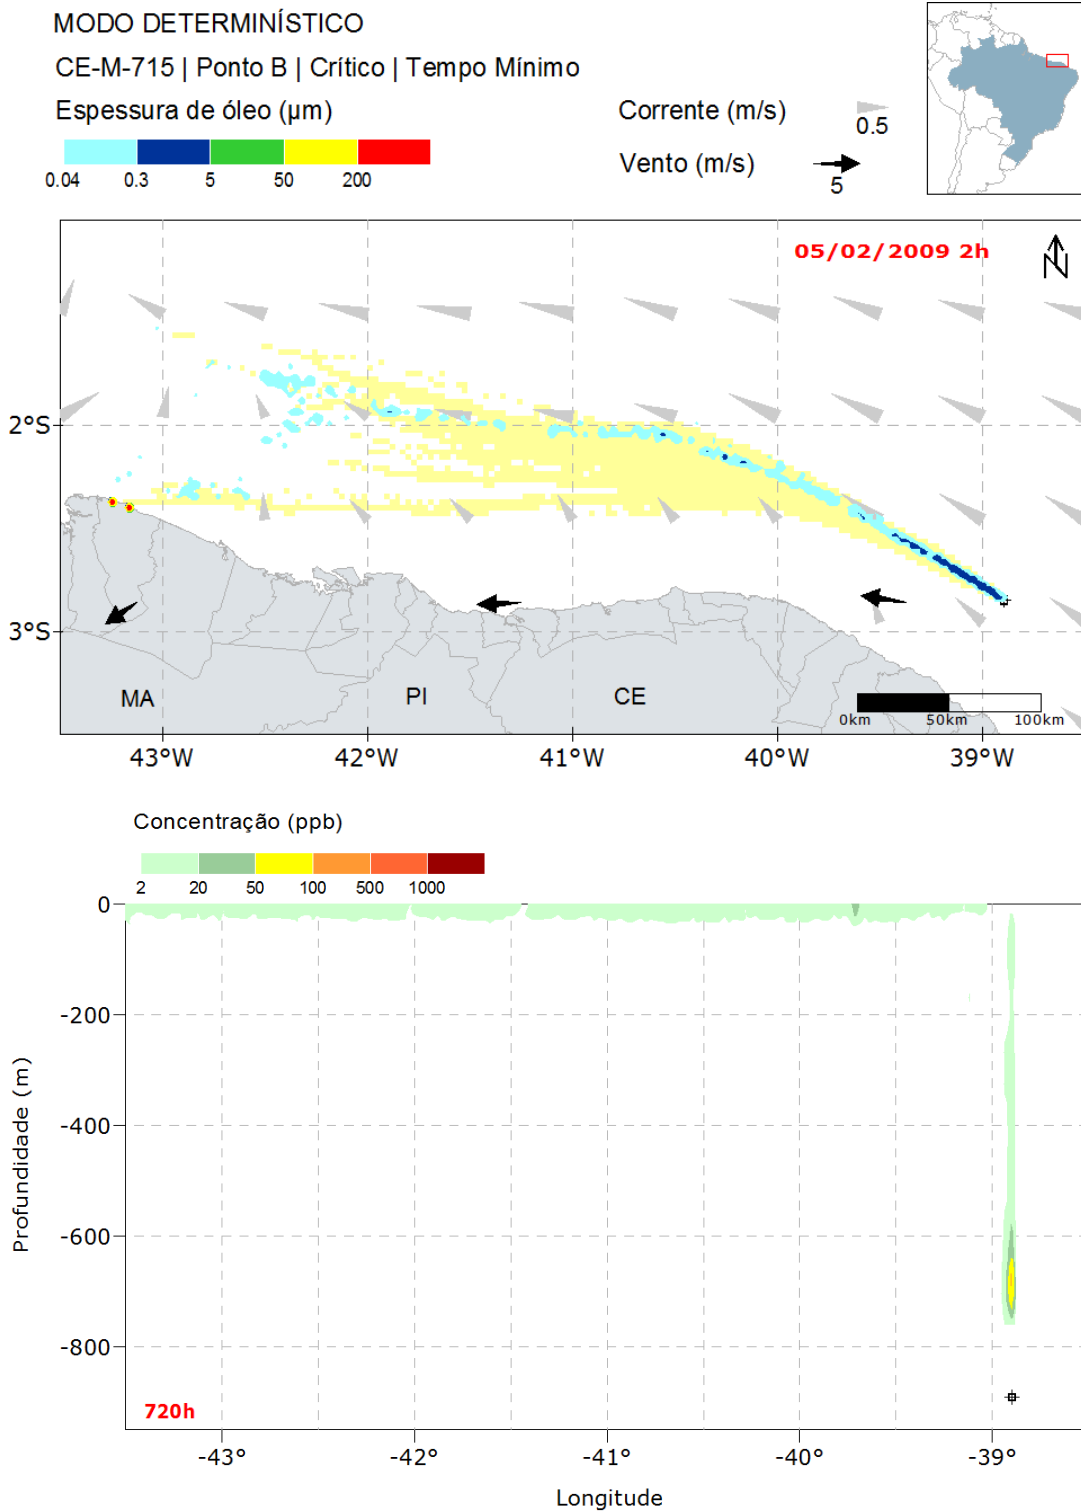 MODO DETERMINÍSTICO
CE-M-715 | Ponto B | Crítico | Tempo Mínimo
Espessura de óleo (μm)
0.04 0.3 5 50 200
Corrente (m/s)
0.5
Vento (m/s)
5
05/02/2009 2h
N
2°S
3°S
MA PI CE
0km 50km 100km
43°W 42°W 41°W 40°W 39°W
Concentração (ppb)
2 20 50 100 500 1000
0
-200
-400
-600
-800
Profundidade (m)
720h
-43° -42° -41° -40° -39°
Longitude